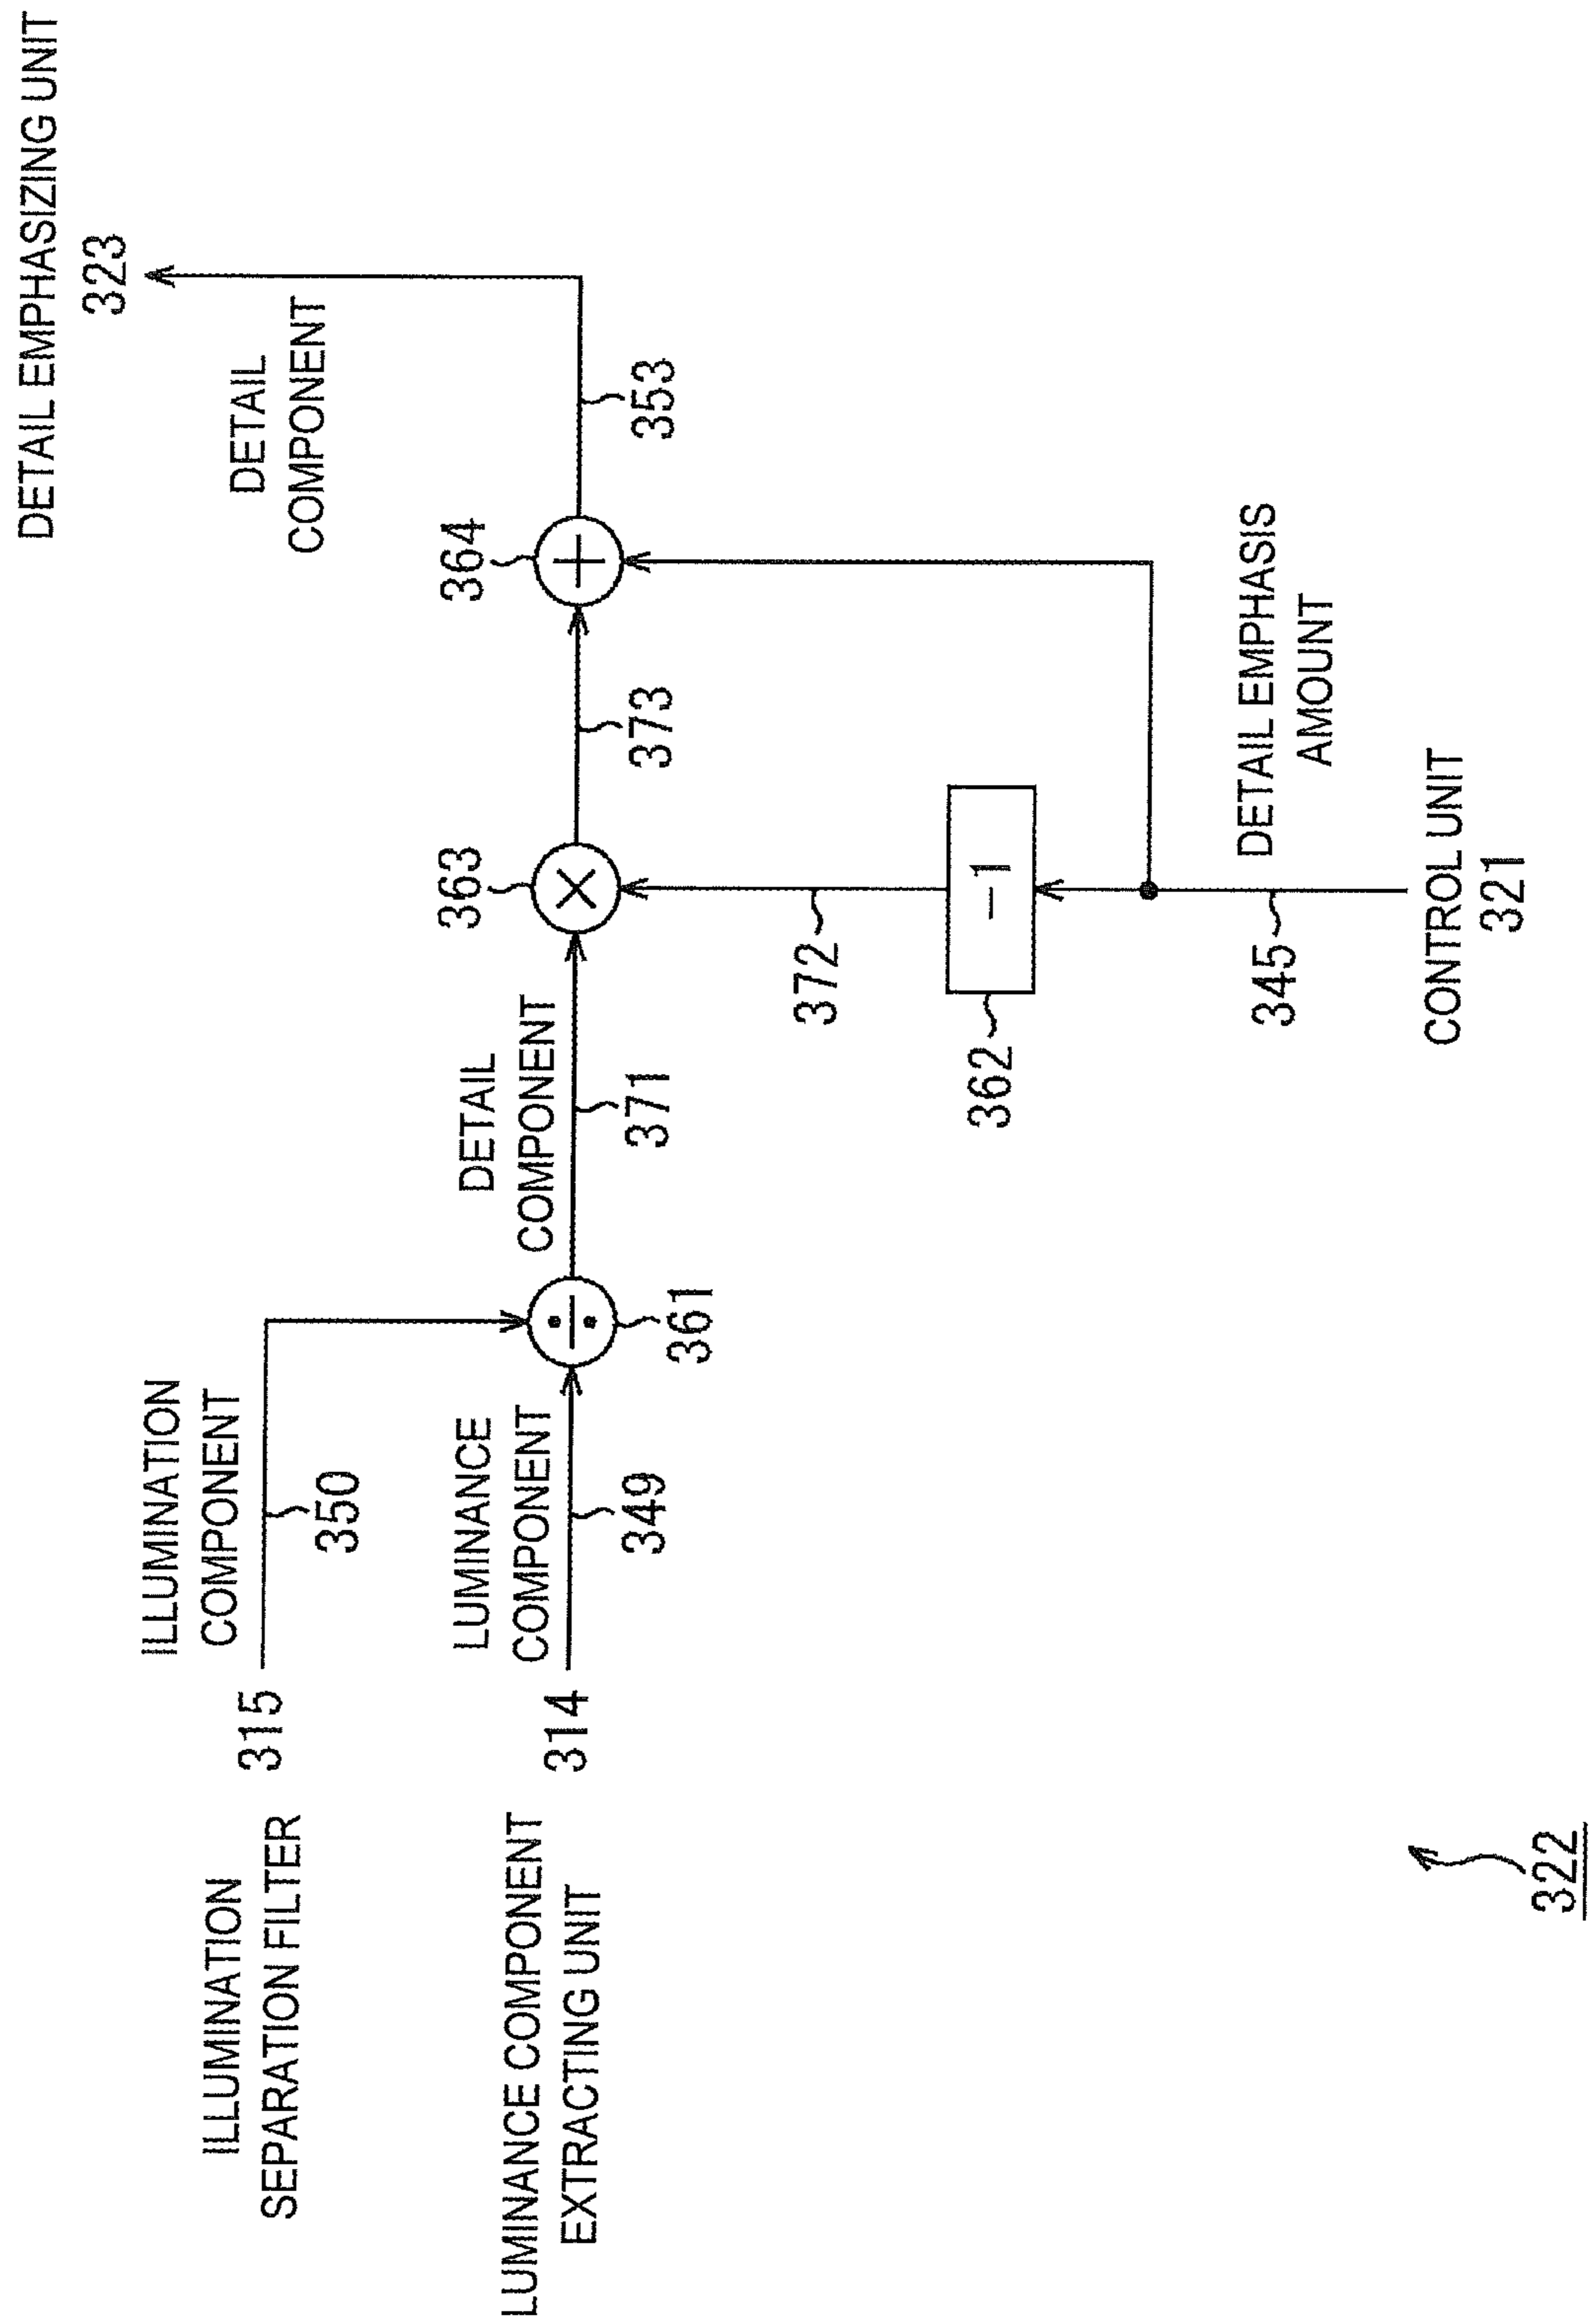 DETAIL EMPHASIZING UNIT
323
DETAIL
COMPONENT
ILLUMINATION
SEPARATION FILTER
315
ILLUMINATION
COMPONENT
350
LUMINANCE COMPONENT
EXTRACTING UNIT
314
LUMINANCE
COMPONENT
349
361
DETAIL
COMPONENT
371
363
×
373
364
+
353
372
362
−1
345
DETAIL EMPHASIS
AMOUNT
CONTROL UNIT
321
322